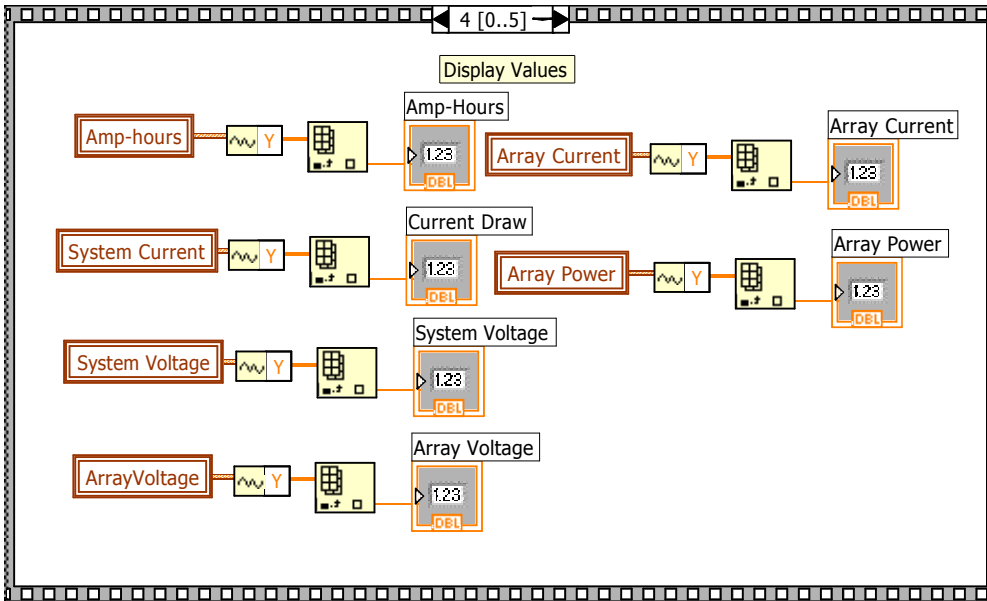 4 [0..5]
Display Values
Amp-hours
Y
Amp-Hours
1.23
DBL
Array Current
Y
Array Current
1.23
DBL
System Current
Y
Current Draw
1.23
DBL
Array Power
Y
Array Power
1.23
DBL
System Voltage
Y
System Voltage
1.23
DBL
ArrayVoltage
Y
Array Voltage
1.23
DBL